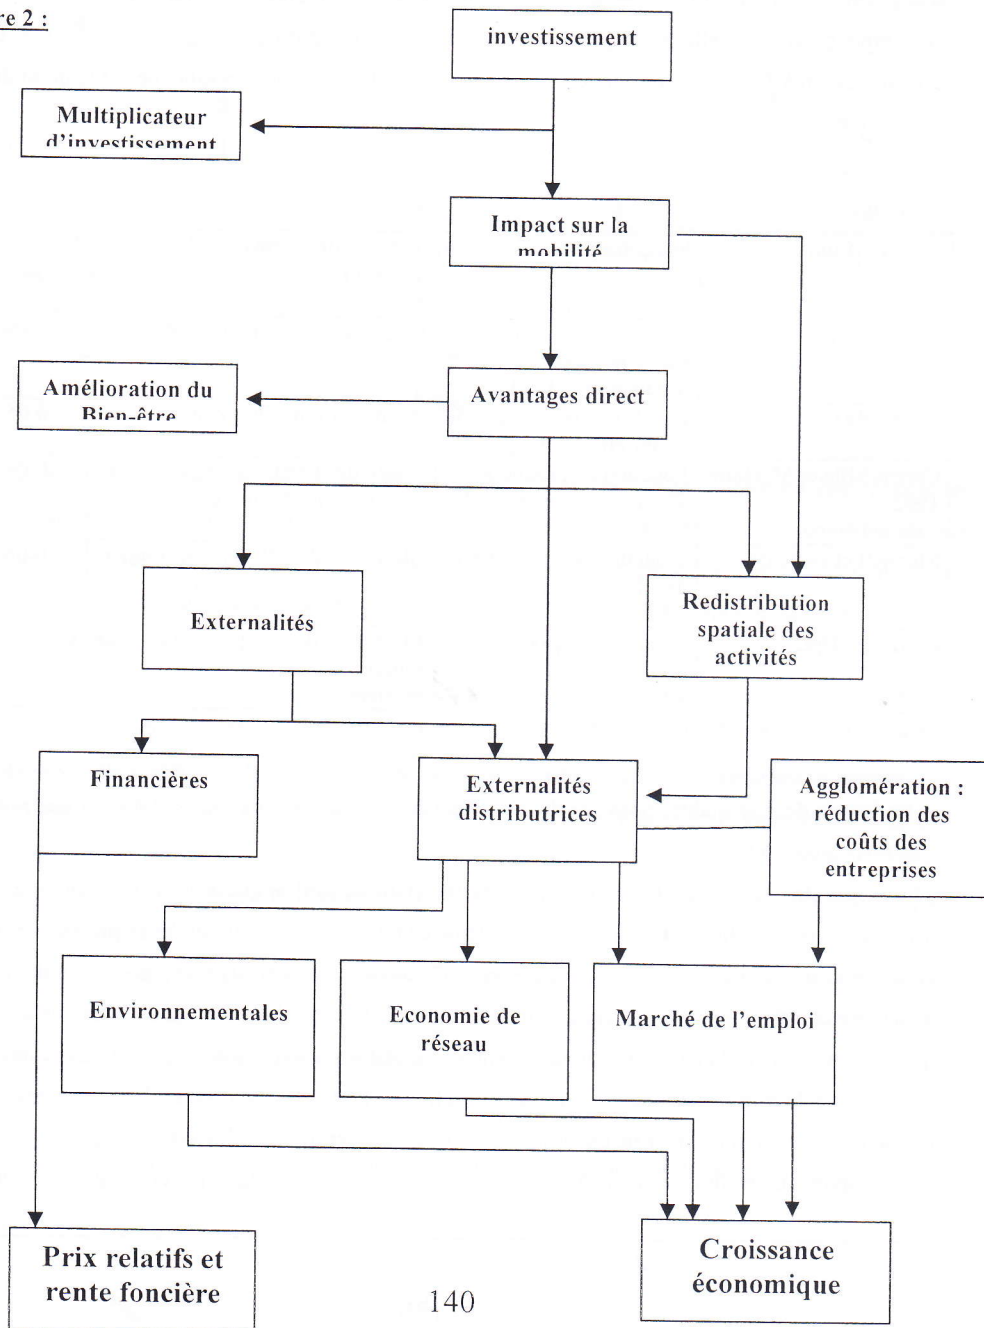 re 2 :
investissement
Multiplicateur
d'investissement
Impact sur la
mobilité
Amélioration du
Bien-être
Avantages direct
Externalités
Redistribution
spatiale des
activités
Financières
Externalités
distributrices
Agglomération :
réduction des
coûts des
entreprises
Environnementales
Economie de
réseau
Marché de l'emploi
Prix relatifs et
rente foncière
Croissance
économique
140